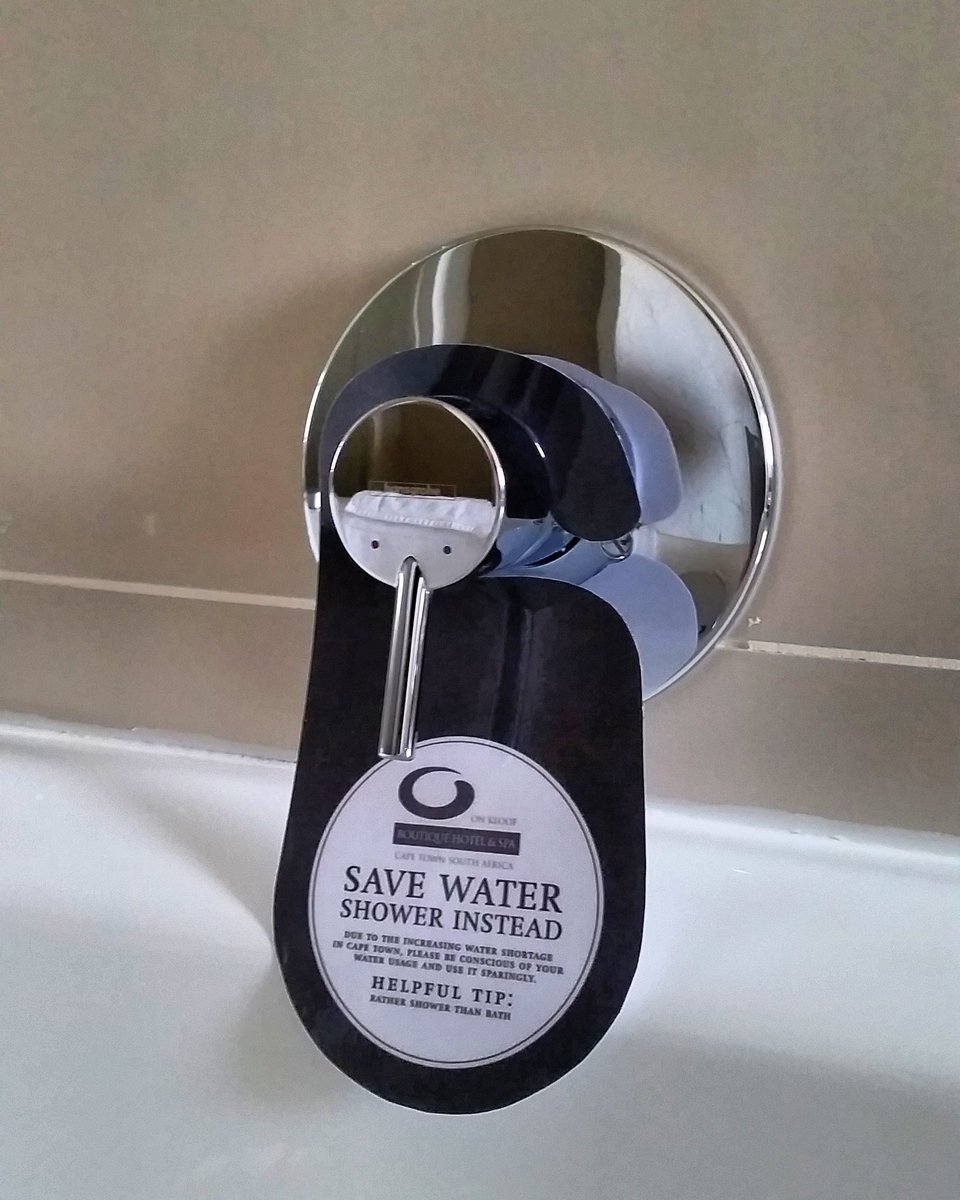 ON KLOOF
BOUTIQUE HOTEL & SPA
CAPE TOWN SOUTH AFRICA
SAVE WATER
SHOWER INSTEAD
DUE TO THE INCREASING WATER SHORTAGE
IN CAPE TOWN, PLEASE BE CONSCIOUS OF YOUR
WATER USAGE AND USE IT SPARINGLY.
HELPFUL TIP:
RATHER SHOWER THAN BATH